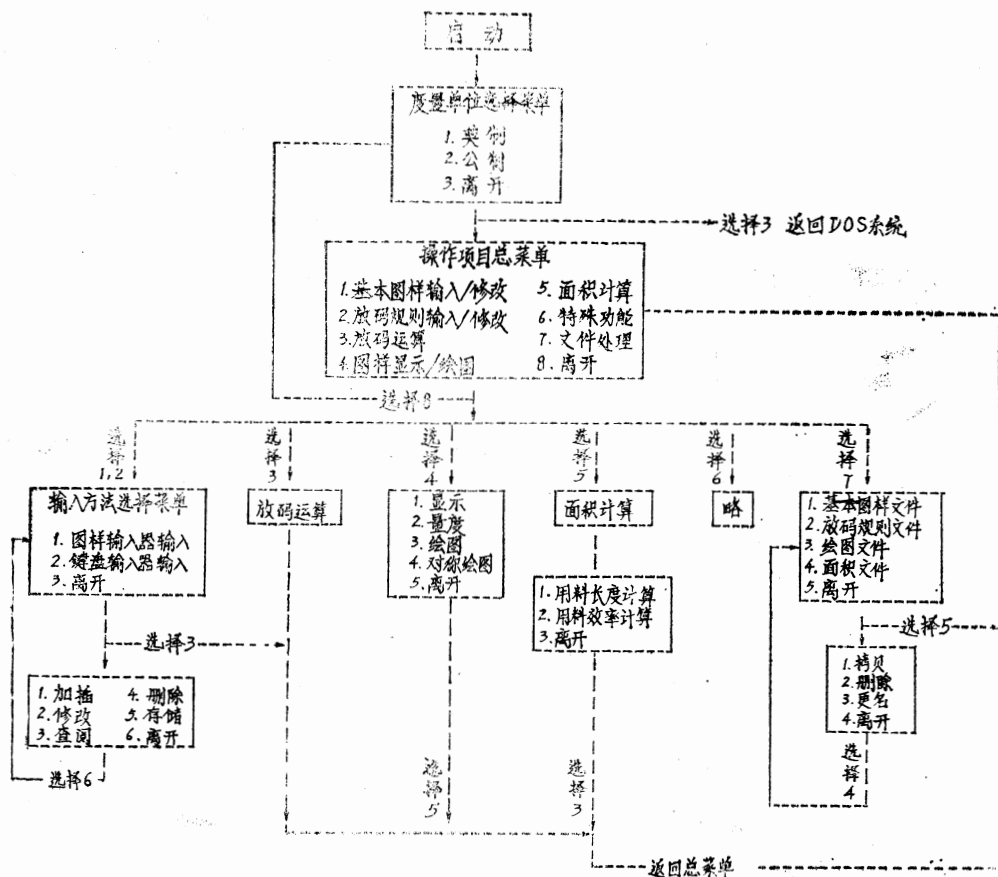 启动
度量单位选择菜单
1. 英制
2. 公制
3. 离开
选择3 返回DOS系统
操作项目总菜单
1. 基本图样输入/修改
2. 放码规则输入/修改
3. 放码运算
4. 图样显示/绘图
5. 面积计算
6. 特殊功能
7. 文件处理
8. 离开
选择8
选择1,2
选择3
选择4
选择5
选择6
选择7
输入方法选择菜单
1. 图样输入器输入
2. 键盘输入器输入
3. 离开
放码运算
1. 显示
2. 量度
3. 绘图
4. 对称绘图
5. 离开
面积计算
略
1. 基本图样文件
2. 放码规则文件
3. 绘图文件
4. 面积文件
5. 离开
1. 用料长度计算
2. 用料效率计算
3. 离开
选择3
选择5
1. 加插
2. 修改
3. 查阅
4. 删除
5. 存储
6. 离开
1. 拷贝
2. 删除
3. 更名
4. 离开
选择6
选择5
选择3
选择4
返回总菜单